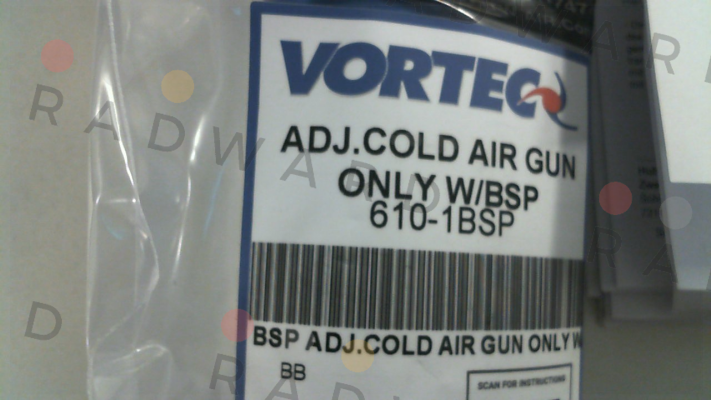 VORTEC
ADJ.COLD AIR GUN
ONLY W/BSP
610-1BSP
BSP ADJ.COLD AIR GUN ONLY W
BB
SCAN FOR INSTRUCTIONS
RADWARD